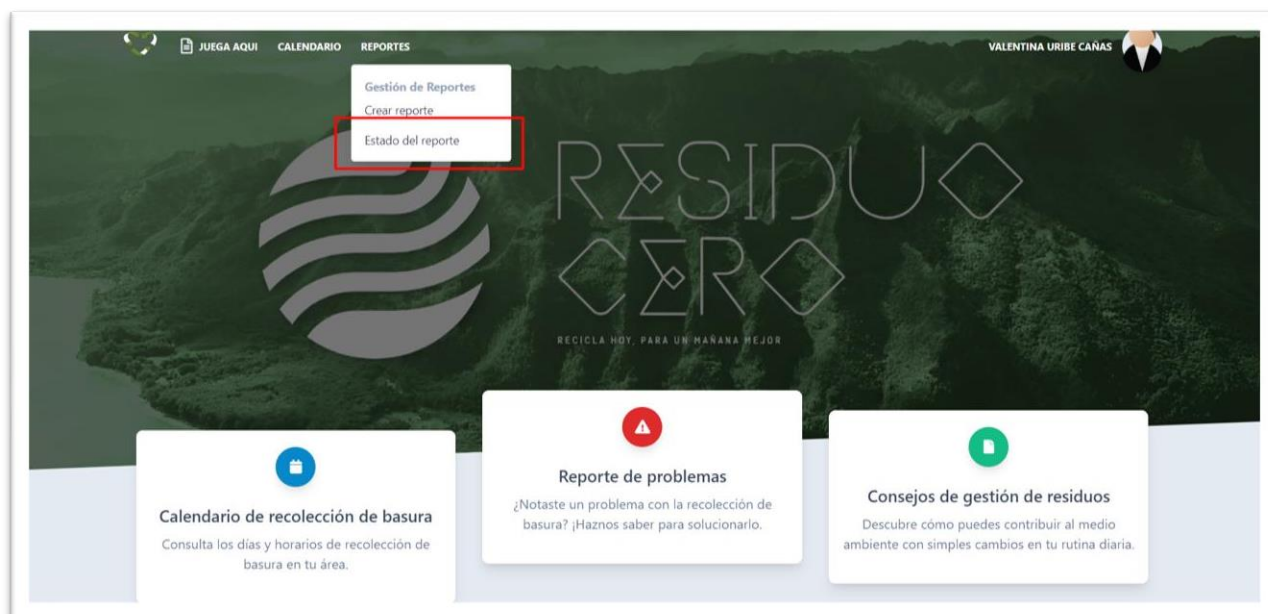 JUEGA AQUI CALENDARIO REPORTES VALENTINA URIBE CAÑAS
Gestión de Reportes
Crear reporte
Estado del reporte
RESIDUO
CERO
RECICLA HOY, PARA UN MAÑANA MEJOR
Calendario de recolección de basura
Consulta los días y horarios de recolección de
basura en tu área.
Reporte de problemas
¿Notaste un problema con la recolección de
basura? ¡Haznos saber para solucionarlo.
Consejos de gestión de residuos
Descubre cómo puedes contribuir al medio
ambiente con simples cambios en tu rutina diaria.